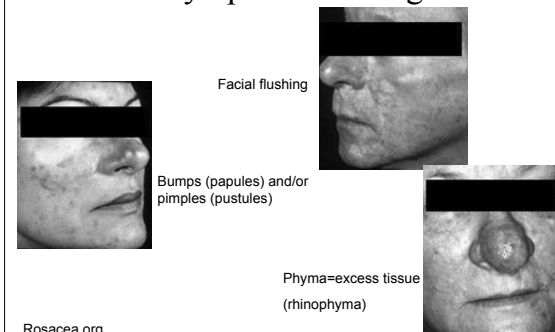 Facial flushing
Bumps (papules) and/or
pimples (pustules)
Phyma=excess tissue
(rhinophyma)
Rosacea.org